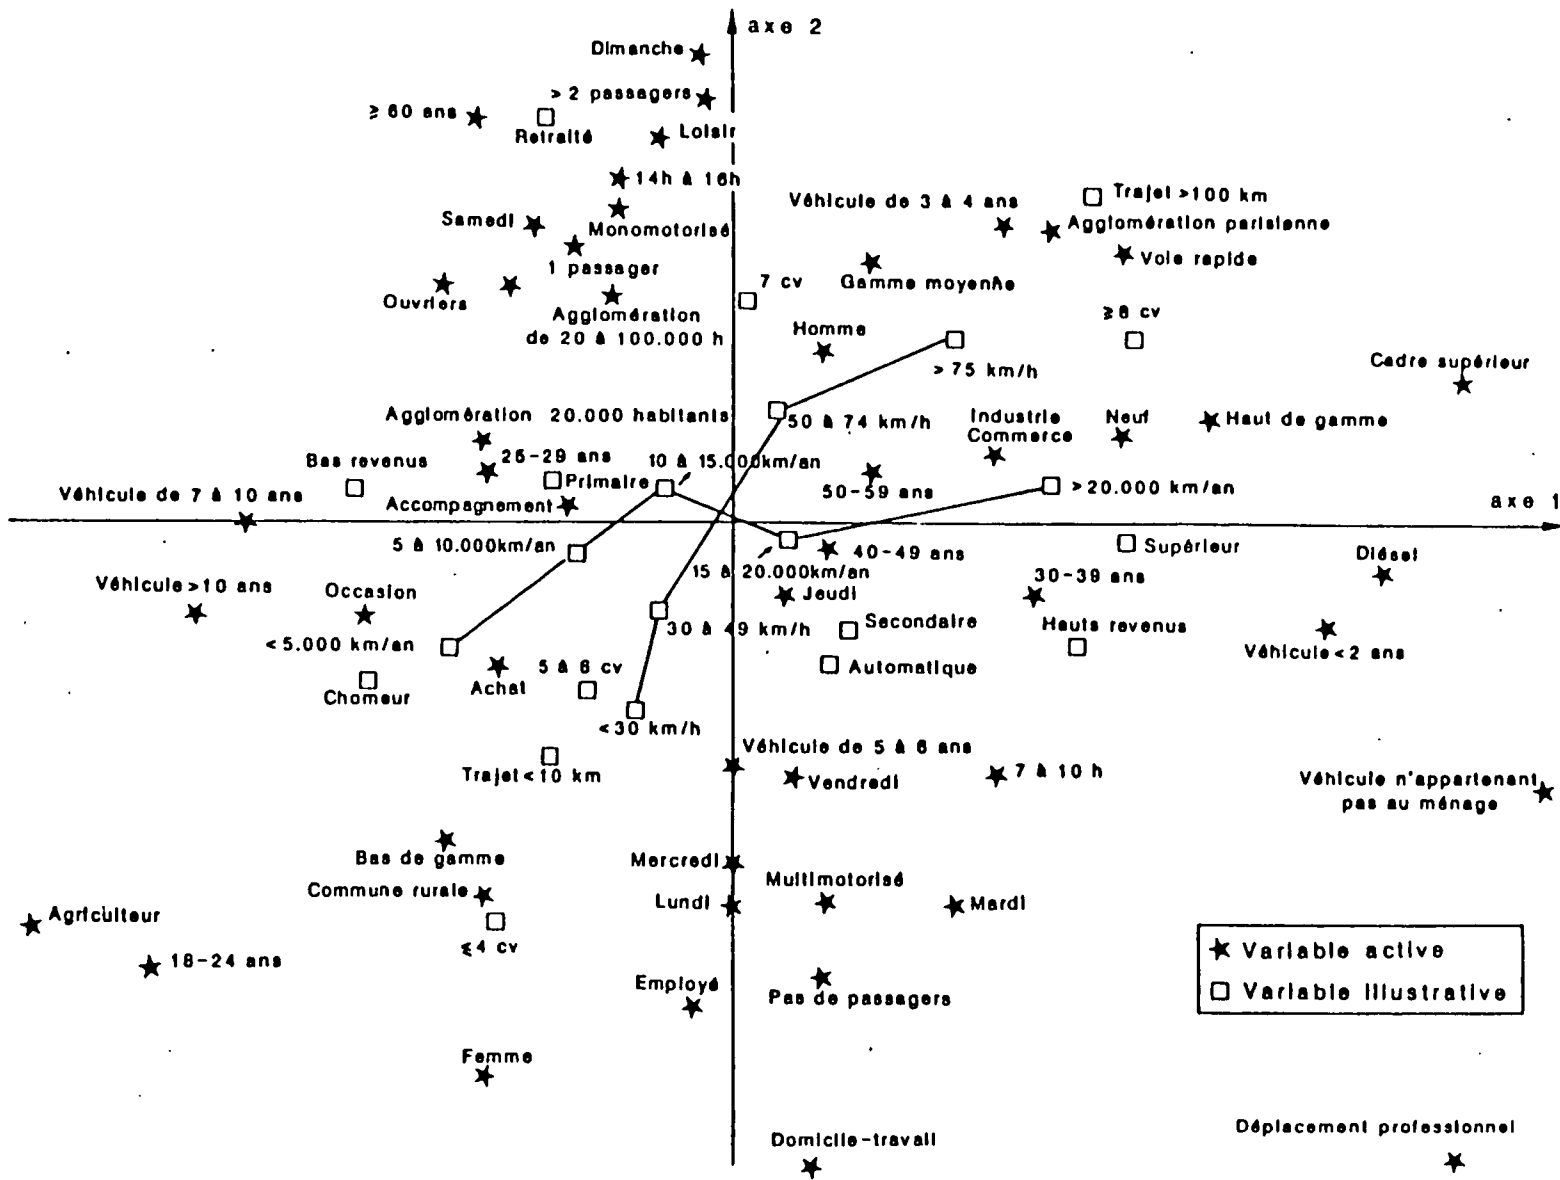 axe 2
Dimanche
> 2 passagers
≥ 60 ans
Retraité
Loisir
14h à 16h
Véhicule de 3 à 4 ans
Trajet >100 km
Samedi
Monomotorisé
Agglomération parisienne
Voie rapide
1 passager
7 cv
Gamme moyenne
Ouvriers
Agglomération
de 20 à 100.000 h
Homme
≥8 cv
> 75 km/h
Cadre supérieur
Agglomération 20.000 habitants
50 à 74 km/h
Industrie
Commerce
Neuf
Haut de gamme
Bas revenus
25-29 ans
Primaire
10 à 15.000km/an
50-59 ans
>20.000 km/an
Véhicule de 7 à 10 ans
Accompagnement
axe 1
5 à 10.000km/an
40-49 ans
Supérieur
Diésel
15 à 20.000km/an
30-39 ans
Véhicule >10 ans
Occasion
Jeudi
<5.000 km/an
30 à 49 km/h
Secondaire
Hauts revenus
Véhicule<2 ans
Chomeur
Achat
5 à 6 cv
Automatique
<30 km/h
Trajet<10 km
Véhicule de 5 à 6 ans
Vendredi
7 à 10 h
Véhicule n'appartenant
pas au ménage
Bas de gamme
Mercredi
Commune rurale
Lundi
Multimotorisé
Mardi
Agriculteur
≤4 cv
18-24 ans
Employé
Pas de passagers
Variable active
Variable illustrative
Femme
Domicile-travail
Déplacement professionnel